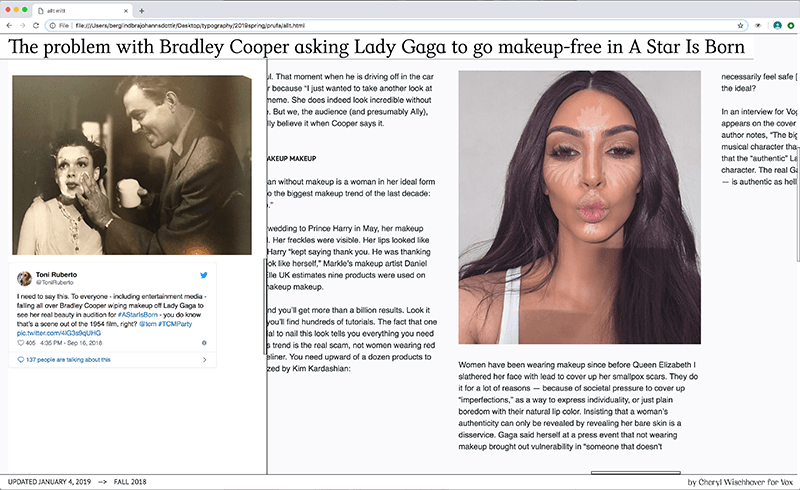 allt mitt
File file:///Users/berglindbrajohannsdottir/Desktop/typography/2019spring/prufa/allt.html
The problem with Bradley Cooper asking Lady Gaga to go makeup-free in A Star Is Born
Toni Ruberto
@ToniRuberto
I need to say this. To everyone - including entertainment media -
falling all over Bradley Cooper wiping makeup off Lady Gaga to
see her real beauty in audition for #AStarIsBorn - you do know
that's a scene out of the 1954 film, right? @tcm #TCMParty
pic.twitter.com/4IG3s9qUHG
405 4:35 PM - Sep 16, 2018
137 people are talking about this
ul. That moment when he is driving off in the car
r because “I just wanted to take another look at
meme. She does indeed look incredible without
. But we, the audience (and presumably Ally),
lly believe it when Cooper says it.
AKEUP MAKEUP
an without makeup is a woman in her ideal form
o the biggest makeup trend of the last decade:
.”
wedding to Prince Harry in May, her makeup
l. Her freckles were visible. Her lips looked like
Harry “kept saying thank you. He was thanking
ok like herself,” Markle's makeup artist Daniel
Elle UK estimates nine products were used on
akeup makeup.
nd you'll get more than a billion results. Look it
you'll find hundreds of tutorials. The fact that one
al to nail this look tells you everything you need
s trend is the real scam, not women wearing red
eliner. You need upward of a dozen products to
zed by Kim Kardashian:
Women have been wearing makeup since before Queen Elizabeth I
slathered her face with lead to cover up her smallpox scars. They do
it for a lot of reasons — because of societal pressure to cover up
“imperfections,” as a way to express individuality, or just plain
boredom with their natural lip color. Insisting that a woman's
authenticity can only be revealed by revealing her bare skin is a
disservice. Gaga said herself at a press event that not wearing
makeup brought out vulnerability in “someone that doesn't
necessarily feel safe [
the ideal?
In an interview for Vog
appears on the cover
author notes, “The big
musical character tha
that the “authentic” La
character. The real Ga
— is authentic as hell
UPDATED JANUARY 4, 2019 —> FALL 2018
by Cheryl Wischhover for Vox